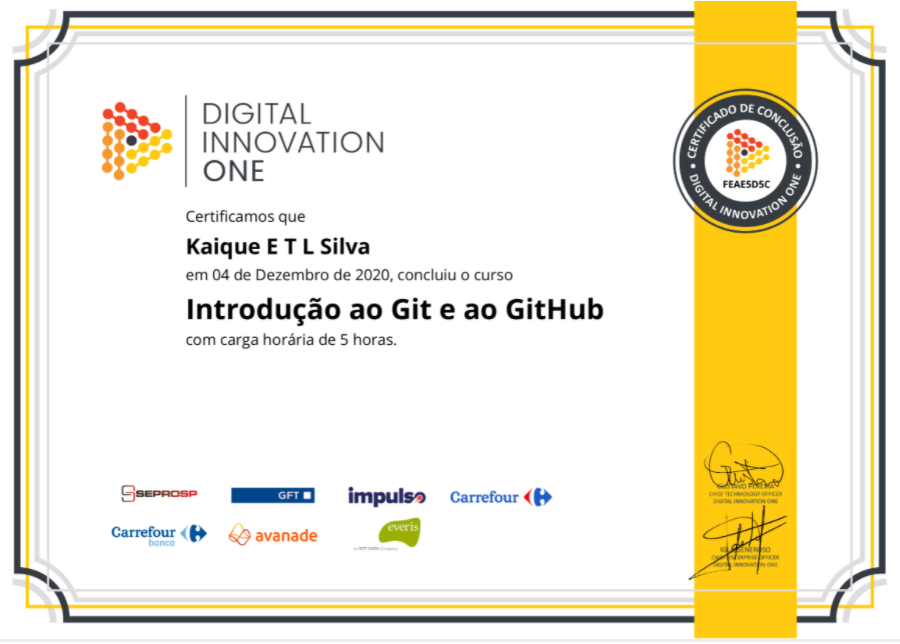 DIGITAL
INNOVATION
ONE
CERTIFICADO DE CONCLUSÃO
FEAE5D5C
DIGITAL INNOVATION ONE
Certificamos que
Kaique E T L Silva
em 04 de Dezembro de 2020, concluiu o curso
Introdução ao Git e ao GitHub
com carga horária de 5 horas.
SEPROSP
GFT
impulso
Carrefour
Carrefour
banco
avanade
everis
an NTT DATA Company
GUSTAVO PEREIRA
CHIEF TECHNOLOGY OFFICER
DIGITAL INNOVATION ONE
CHIEF ENTERPRISE OFFICER
DIGITAL INNOVATION ONE